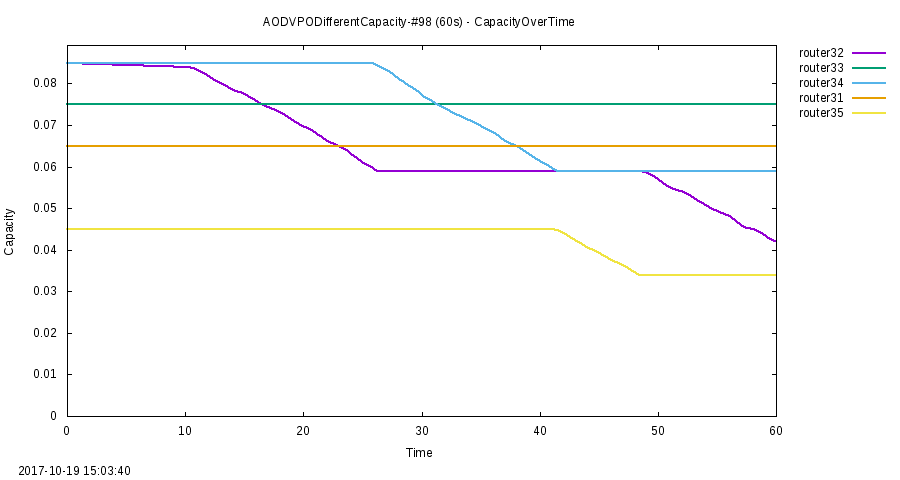 AODVPODifferentCapacity-#98 (60s) - CapacityOverTime
router32
router33
router34
router31
router35
0.08
0.07
0.06
0.05
0.04
0.03
0.02
0.01
0
Capacity
0 10 20 30 40 50 60
Time
2017-10-19 15:03:40